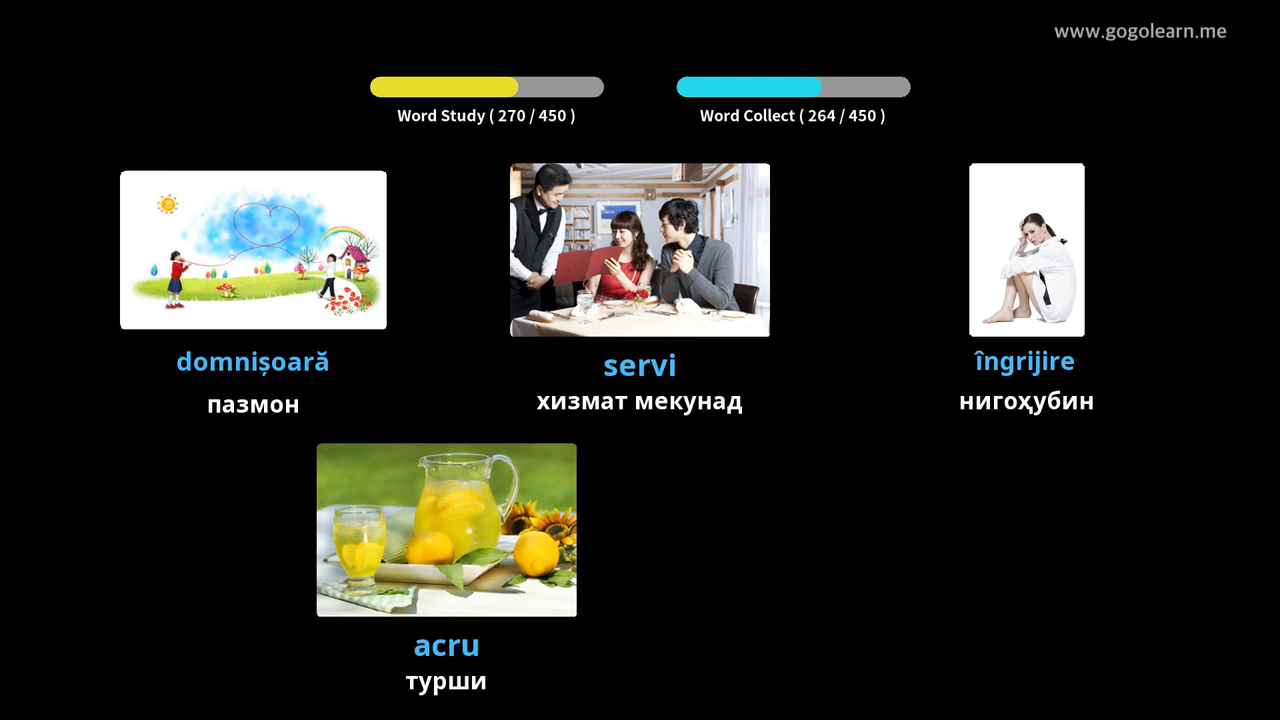 www.gogolearn.me
Word Study ( 270 / 450 )
Word Collect ( 264 / 450 )
domnișoară
пазмон
servi
хизмат мекунад
îngrijire
нигоҳубин
acru
турши